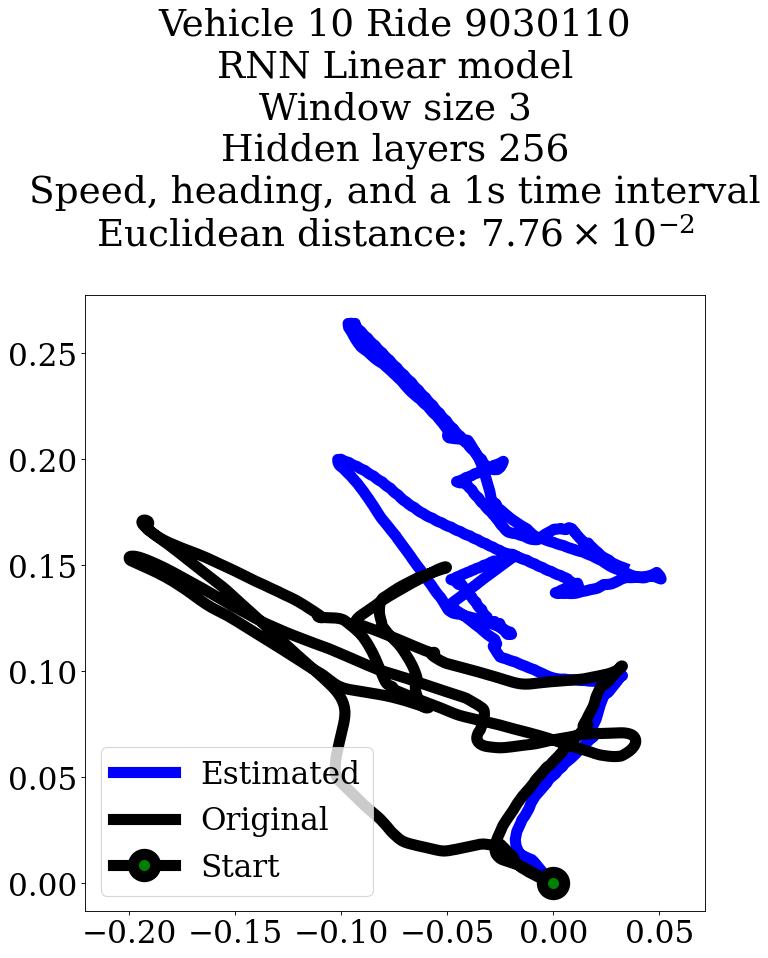 Vehicle 10 Ride 9030110
RNN Linear model
Window size 3
Hidden layers 256
Speed, heading, and a 1s time interval
Euclidean distance: 7.76 × 10⁻²
0.25
0.20
0.15
0.10
0.05
0.00
Estimated
Original
Start
−0.20 −0.15 −0.10 −0.05 0.00 0.05